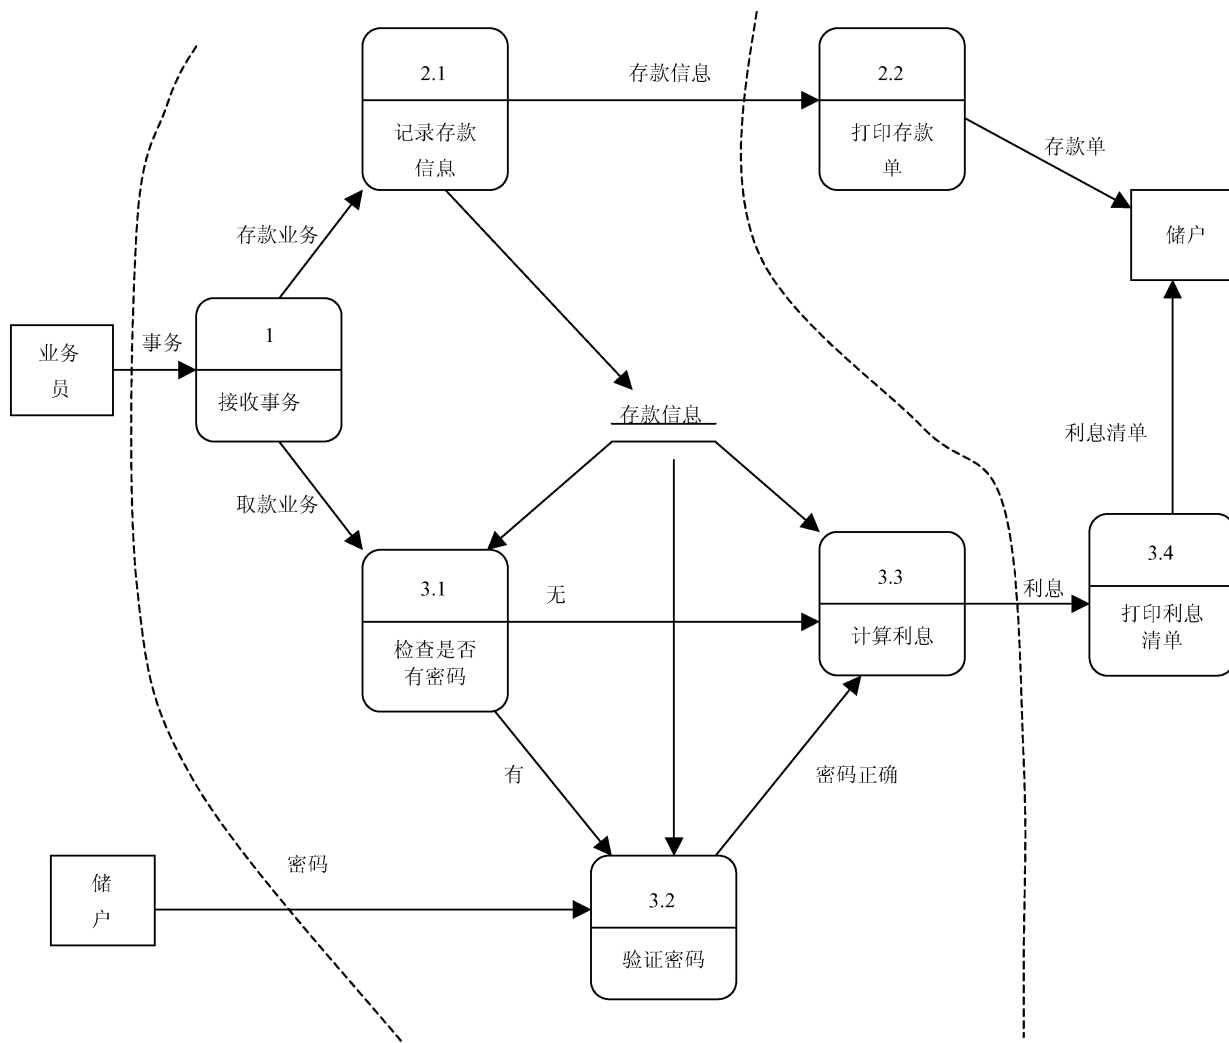 2.1
记录存款
信息
存款信息
2.2
打印存款
单
存款单
储户
存款业务
业务
员
事务
1
接收事务
存款信息
利息清单
取款业务
3.1
检查是否
有密码
无
3.3
计算利息
利息
3.4
打印利息
清单
有
密码正确
储
户
密码
3.2
验证密码